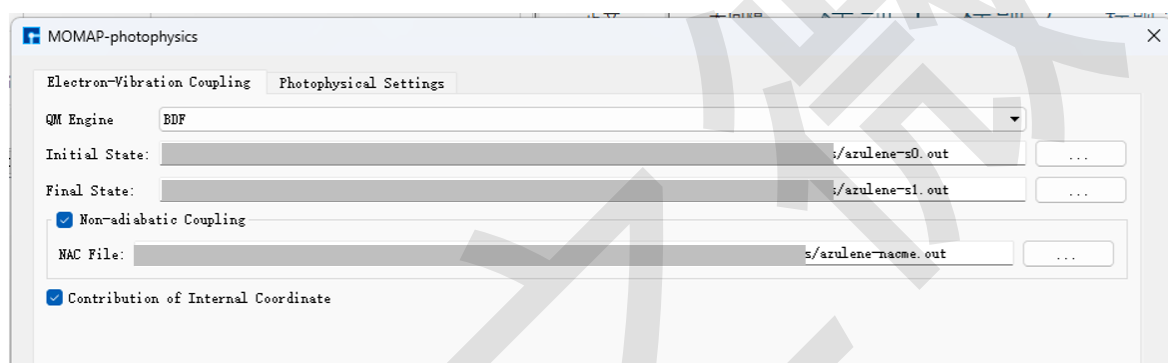 MOMAP-photophysics
Electron-Vibration Coupling
Photophysical Settings
QM Engine
BDF
Initial State:
/azulene-s0.out
...
Final State:
/azulene-s1.out
...
Non-adiabatic Coupling
NAC File:
s/azulene-nacme.out
...
Contribution of Internal Coordinate